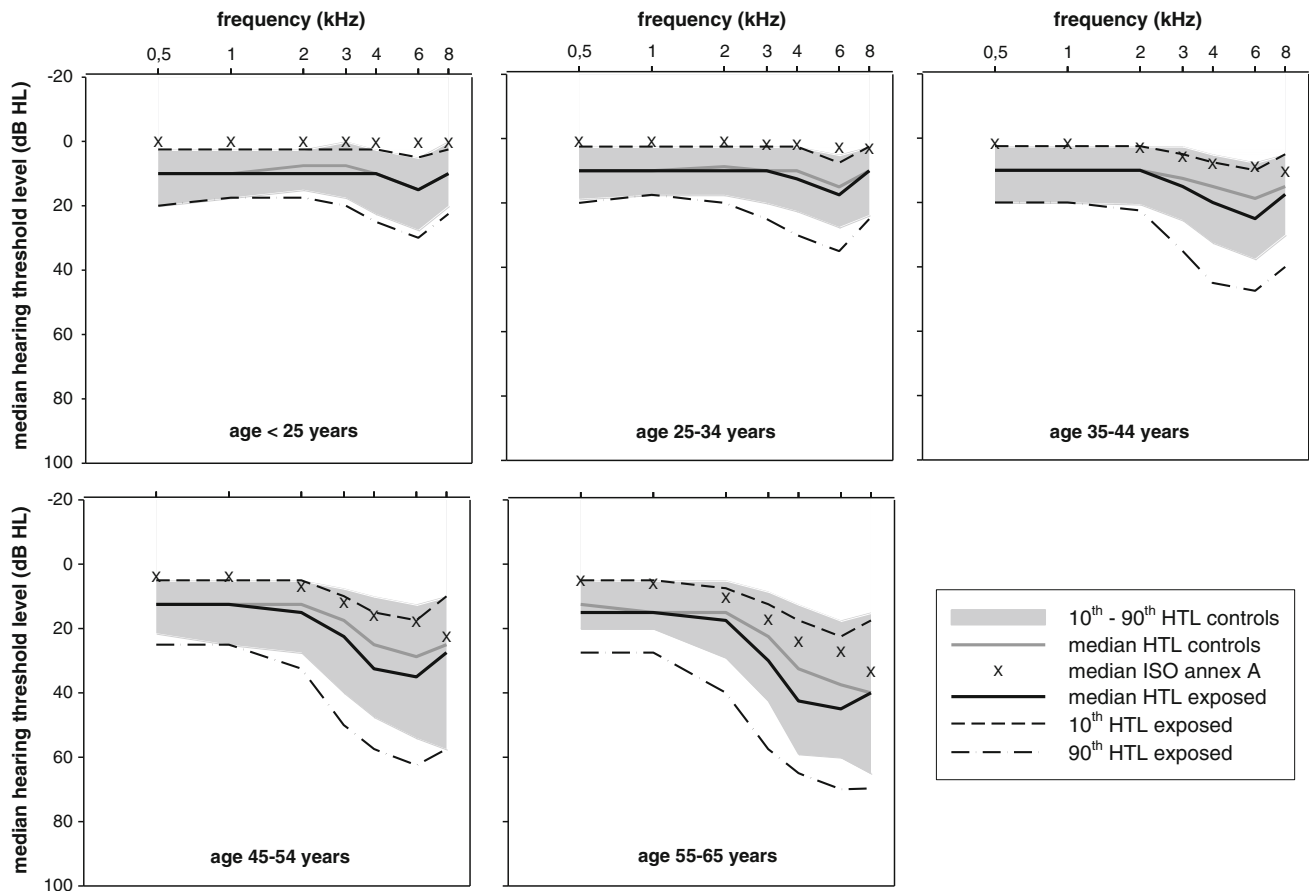 frequency (kHz) frequency (kHz) frequency (kHz)
0,5 1 2 3 4 6 8 0,5 1 2 3 4 6 8 0,5 1 2 3 4 6 8
median hearing threshold level (dB HL)
-20
0
20
40
60
80
100
X X X X X X X X X X X X X X X X X X X X X
age < 25 years age 25-34 years age 35-44 years
median hearing threshold level (dB HL)
-20
0
20
40
60
80
100
X X X X X X X X X X X X X X
age 45-54 years age 55-65 years
10th - 90th HTL controls
median HTL controls
x median ISO annex A
median HTL exposed
10th HTL exposed
90th HTL exposed